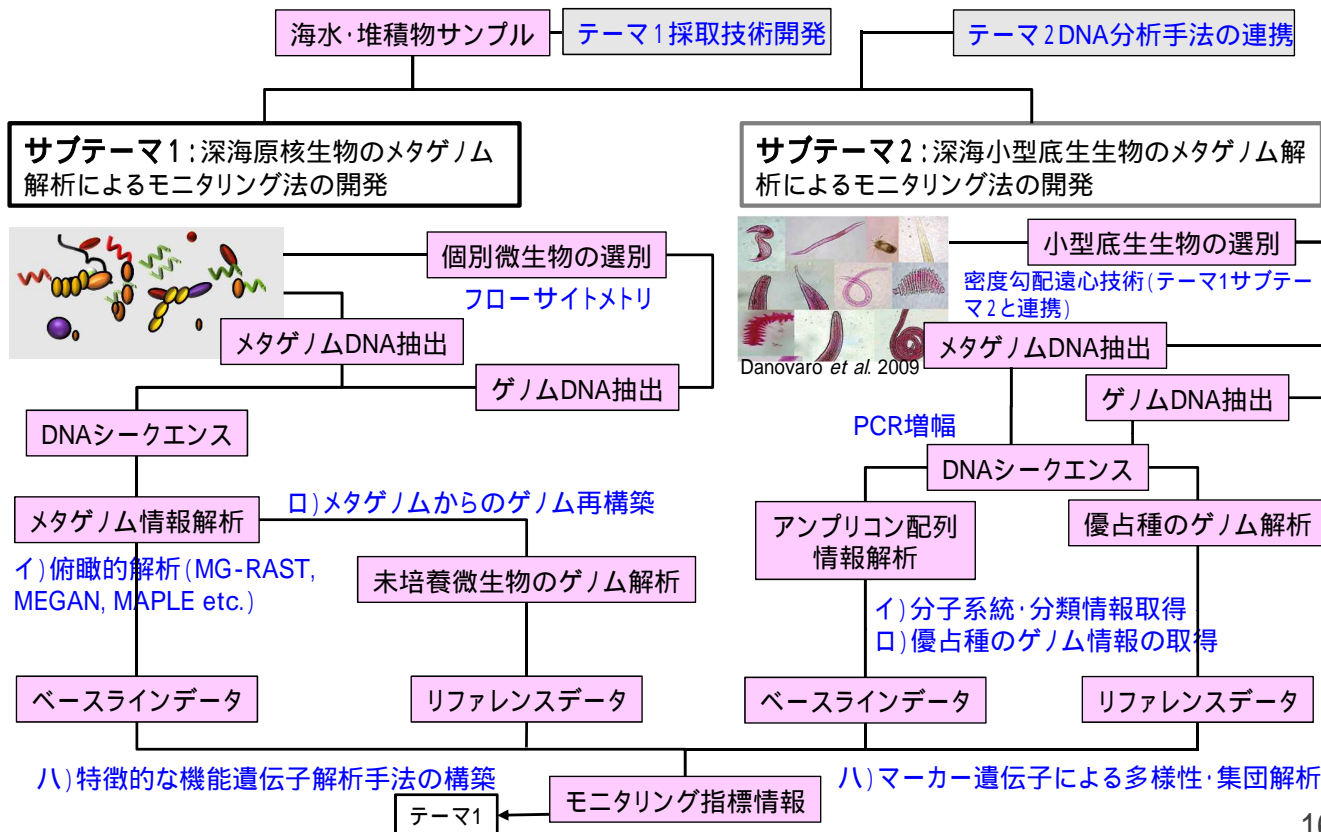 海水･堆積物サンプル
テーマ1採取技術開発
テーマ2DNA分析手法の連携
サブテーマ1:深海原核生物のメタゲノム
解析によるモニタリング法の開発
個別微生物の選別
フローサイトメトリ
メタゲノムDNA抽出
ゲノムDNA抽出
DNAシークエンス
メタゲノム情報解析
ロ)メタゲノムからのゲノム再構築
イ)俯瞰的解析(MG-RAST,
MEGAN, MAPLE etc.)
未培養微生物のゲノム解析
ベースラインデータ
リファレンスデータ
ハ)特徴的な機能遺伝子解析手法の構築
サブテーマ2:深海小型底生生物のメタゲノム解
析によるモニタリング法の開発
小型底生生物の選別
密度勾配遠心技術(テーマ1サブテー
マ2と連携)
Danovaro et al. 2009
メタゲノムDNA抽出
ゲノムDNA抽出
PCR増幅
DNAシークエンス
アンプリコン配列
情報解析
優占種のゲノム解析
イ)分子系統･分類情報取得
ロ)優占種のゲノム情報の取得
ベースラインデータ
リファレンスデータ
ハ)マーカー遺伝子による多様性･集団解析
モニタリング指標情報
テーマ1